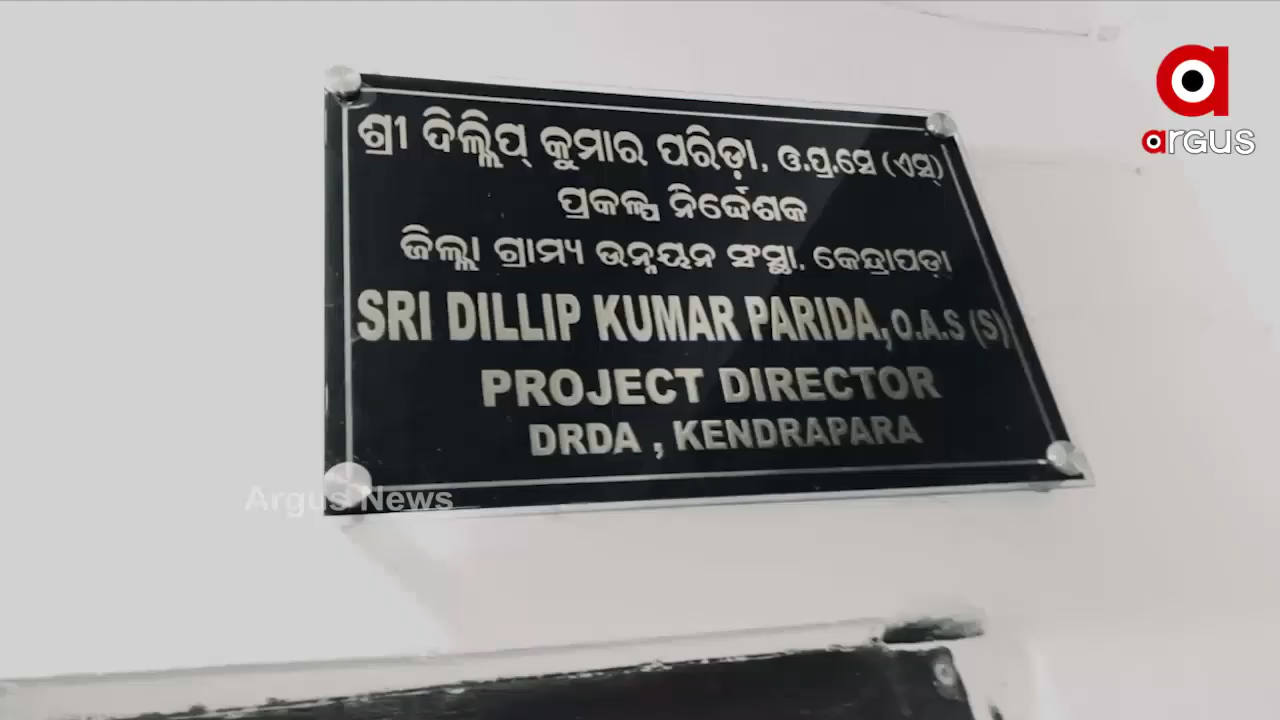 ଶ୍ରୀ ଦିଲ୍ଲିପ୍ କୁମାର ପରିଡ଼ା, ଓ.ପ୍ର.ସେ (ଏସ୍)
ପ୍ରକଳ୍ପ ନିର୍ଦ୍ଦେଶକ
ଜିଲ୍ଲା ଗ୍ରାମ୍ୟ ଉନ୍ନୟନ ସଂସ୍ଥା, କେନ୍ଦ୍ରାପଡ଼ା
SRI DILLIP KUMAR PARIDA, O.A.S (S)
PROJECT DIRECTOR
DRDA , KENDRAPARA
Argus News
a
argus